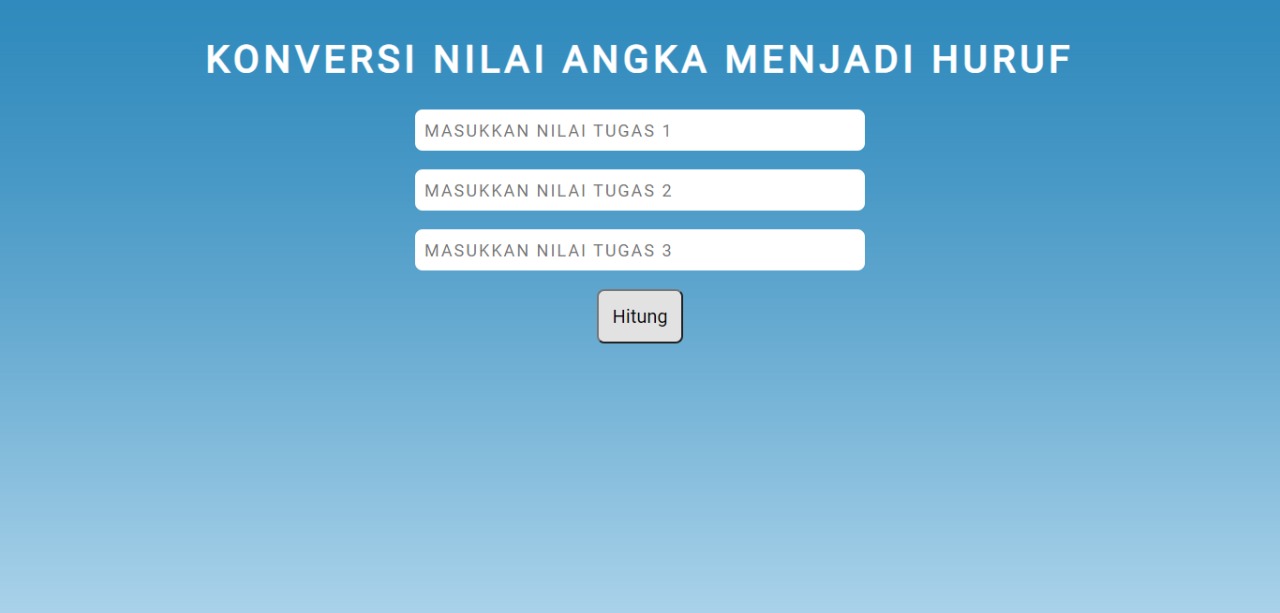 KONVERSI NILAI ANGKA MENJADI HURUF
MASUKKAN NILAI TUGAS 1
MASUKKAN NILAI TUGAS 2
MASUKKAN NILAI TUGAS 3
Hitung